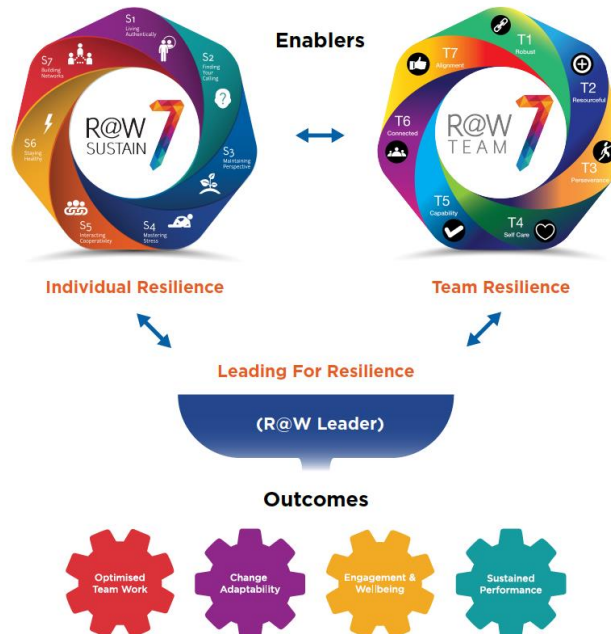 Enablers
S1
Living
Authentically
S2
Finding
Your
Calling
S3
Maintaining
Perspective
S4
Mastering
Stress
S5
Interacting
Cooperatively
S6
Staying
Healthy
S7
Building
Networks
R@W
SUSTAIN
7
T1
Robust
T2
Resourceful
T3
Perseverance
T4
Self Care
T5
Capability
T6
Connected
T7
Alignment
R@W
TEAM
7
Individual Resilience
Team Resilience
Leading For Resilience
(R@W Leader)
Outcomes
Optimised
Team Work
Change
Adaptability
Engagement &
Wellbeing
Sustained
Performance